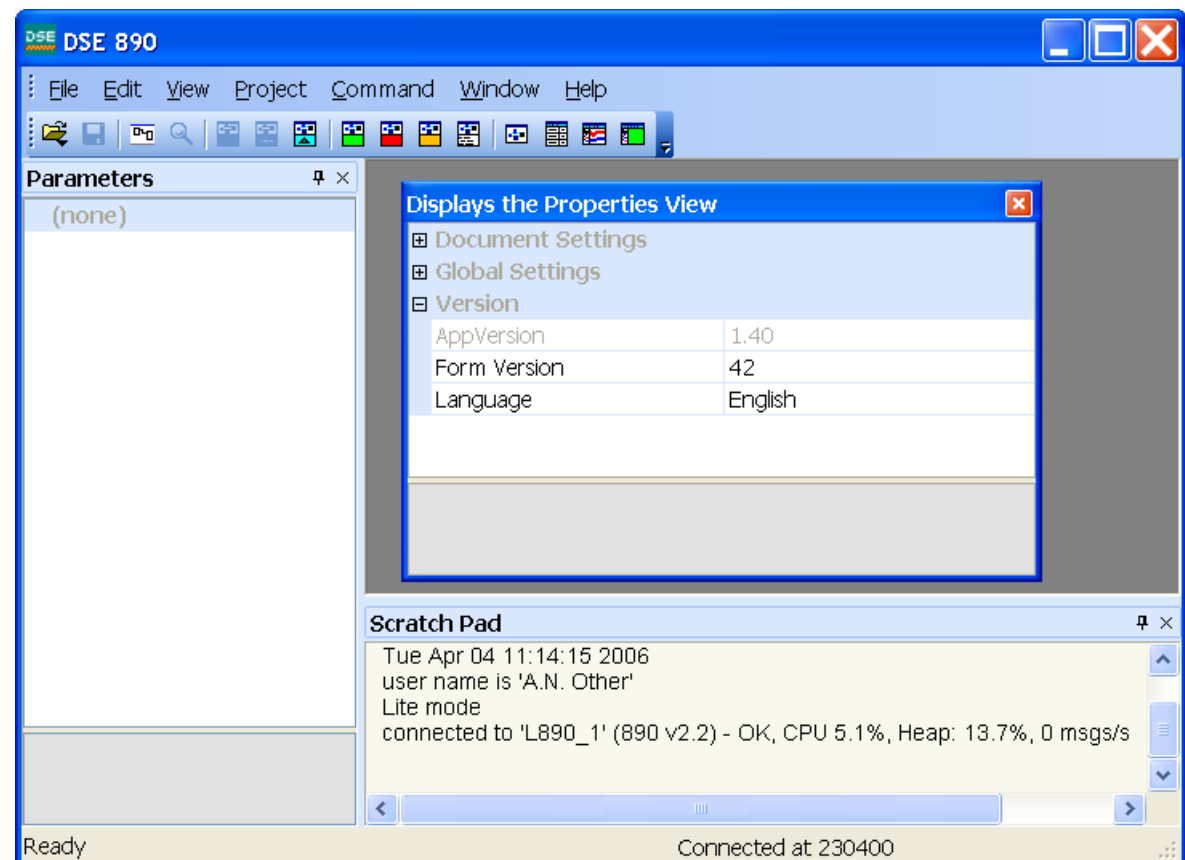 DSE DSE 890
File Edit View Project Command Window Help
Parameters
(none)
Displays the Properties View
Document Settings
Global Settings
Version
AppVersion 1.40
Form Version 42
Language English
Scratch Pad
Tue Apr 04 11:14:15 2006
user name is 'A.N. Other'
Lite mode
connected to 'L890_1' (890 v2.2) - OK, CPU 5.1%, Heap: 13.7%, 0 msgs/s
Ready Connected at 230400